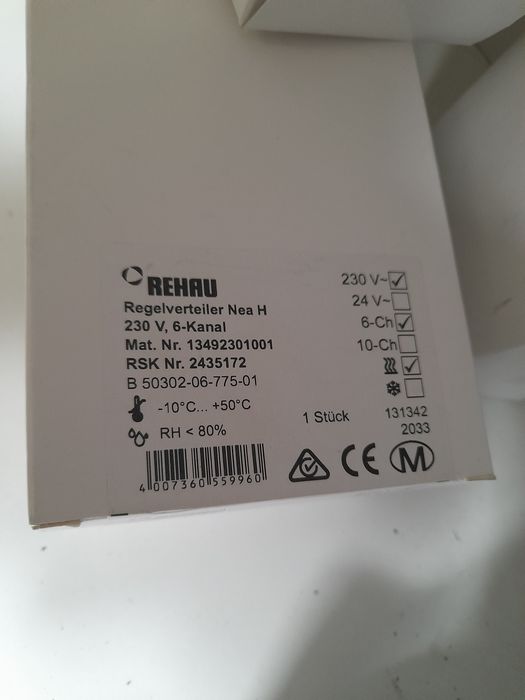 REHAU
Regelverteiler Nea H
230 V, 6-Kanal
Mat. Nr. 13492301001
RSK Nr. 2435172
B 50302-06-775-01
-10°C... +50°C
RH < 80%
4 007360 559960
230 V~
24 V~
6-Ch
10-Ch
1 Stück
131342
2033
CE
M